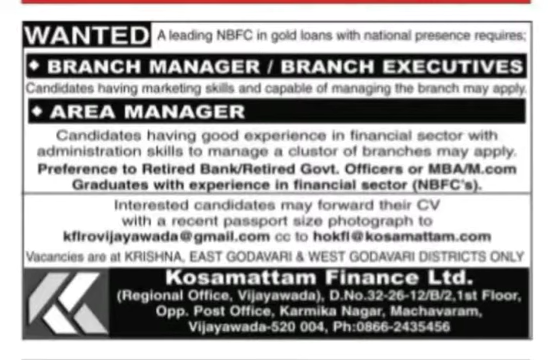 WANTED A leading NBFC in gold loans with national presence requires:
◆ BRANCH MANAGER / BRANCH EXECUTIVES
Candidates having marketing skills and capable of managing the branch may apply.
◆ AREA MANAGER
Candidates having good experience in financial sector with
administration skills to manage a clustor of branches may apply.
Preference to Retired Bank/Retired Govt. Officers or MBA/M.com
Graduates with experience in financial sector (NBFC's).
Interested candidates may forward their CV
with a recent passport size photograph to
kflrovijayawada@gmail.com cc to hokfl@kosamattam.com
Vacancies are at KRISHNA, EAST GODAVARI & WEST GODAVARI DISTRICTS ONLY
Kosamattam Finance Ltd.
(Regional Office, Vijayawada), D.No.32-26-12/B/2,1st Floor,
Opp. Post Office, Karmika Nagar, Machavaram,
Vijayawada-520 004, Ph:0866-2435456